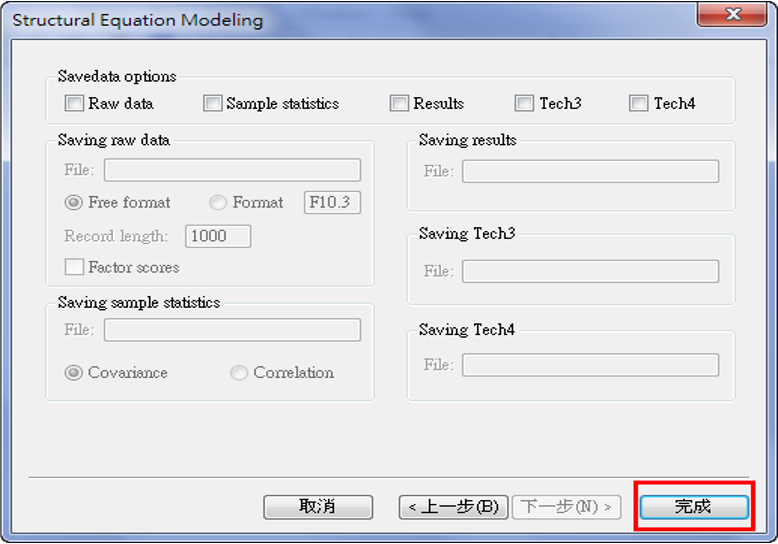 Structural Equation Modeling
Savedata options
Raw data Sample statistics Results Tech3 Tech4
Saving raw data
File:
Free format Format F10.3
Record length: 1000
Factor scores
Saving sample statistics
File:
Covariance Correlation
Saving results
File:
Saving Tech3
File:
Saving Tech4
File:
取消 < 上一步(B) 下一步(N) > 完成